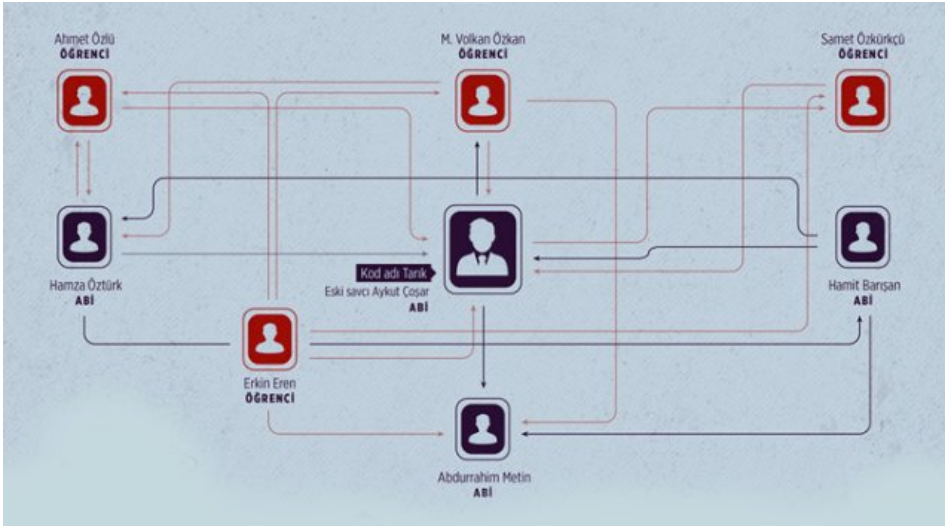 Ahmet Özlü
ÖĞRENCİ
M. Volkan Özkan
ÖĞRENCİ
Samet Özkürkçü
ÖĞRENCİ
Hamza Öztürk
ABİ
Kod adı Tarık
Eski savcı Aykut Çoşar
ABİ
Hamit Barışan
ABİ
Erkin Eren
ÖĞRENCİ
Abdurrahim Metin
ABİ